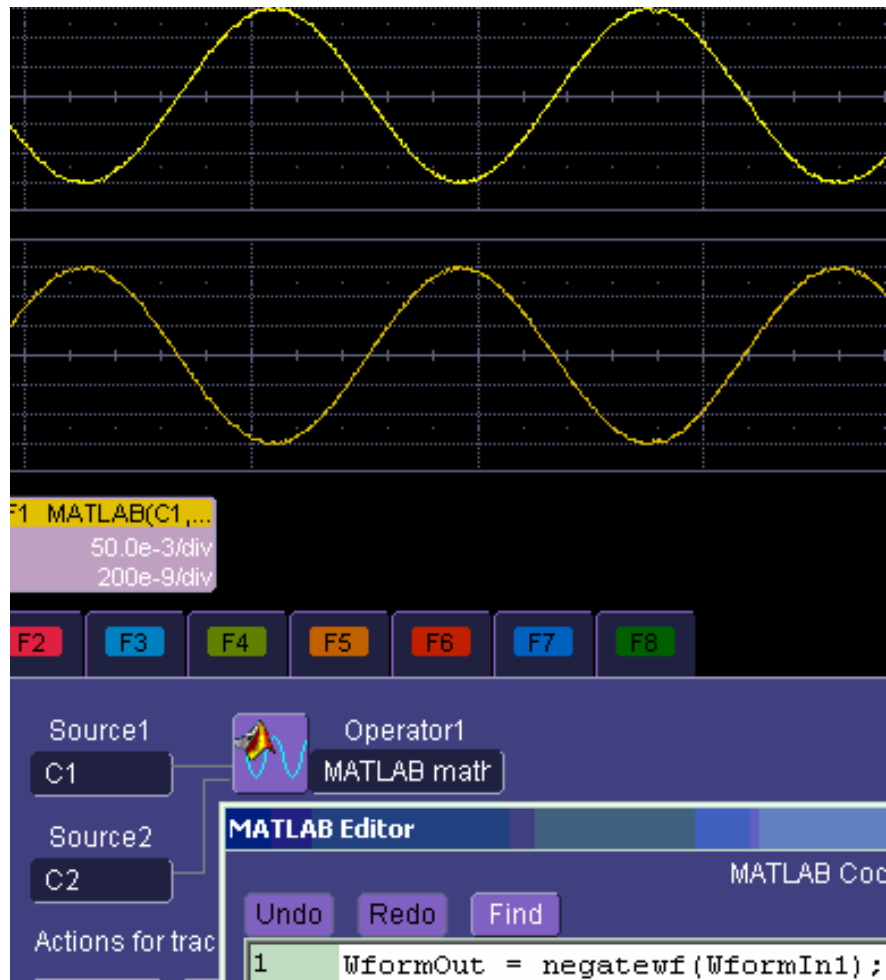 F1 MATLAB(C1,...
50.0e-3/div
200e-9/div
F2 F3 F4 F5 F6 F7 F8
Source1
C1
Operator1
MATLAB math
Source2
C2
MATLAB Editor
MATLAB Coc
Undo Redo Find
Actions for trac
1 WformOut = negatewf(WformIn1);